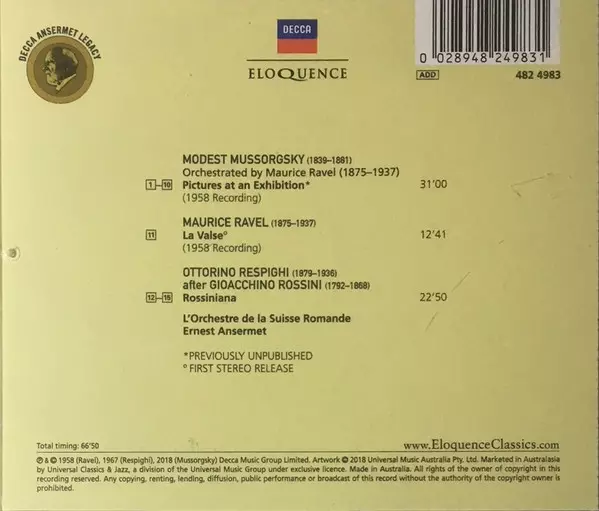 DECCA ANSERMET LEGACY
DECCA
ELOQUENCE
0 028948 249831
ADD
482 4983
MODEST MUSSORGSKY (1839–1881)
Orchestrated by Maurice Ravel (1875–1937)
1–10 Pictures at an Exhibition* 31'00
(1958 Recording)
MAURICE RAVEL (1875–1937)
11 La Valse° 12'41
(1958 Recording)
OTTORINO RESPIGHI (1879–1936)
after GIOACCHINO ROSSINI (1792–1868)
12–15 Rossiniana 22'50
L'Orchestre de la Suisse Romande
Ernest Ansermet
*PREVIOUSLY UNPUBLISHED
° FIRST STEREO RELEASE
Total timing: 66'50
www.EloquenceClassics.com
℗ & © 1958 (Ravel), 1967 (Respighi), 2018 (Mussorgsky) Decca Music Group Limited. Artwork © 2018 Universal Music Australia Pty. Ltd. Marketed in Australasia
by Universal Classics & Jazz, a division of the Universal Music Group under exclusive licence. Made in Australia. All rights of the owner of copyright in this
recording reserved. Any copying, renting, lending, diffusion, public performance or broadcast of this record without the authority of the copyright owner is
prohibited.